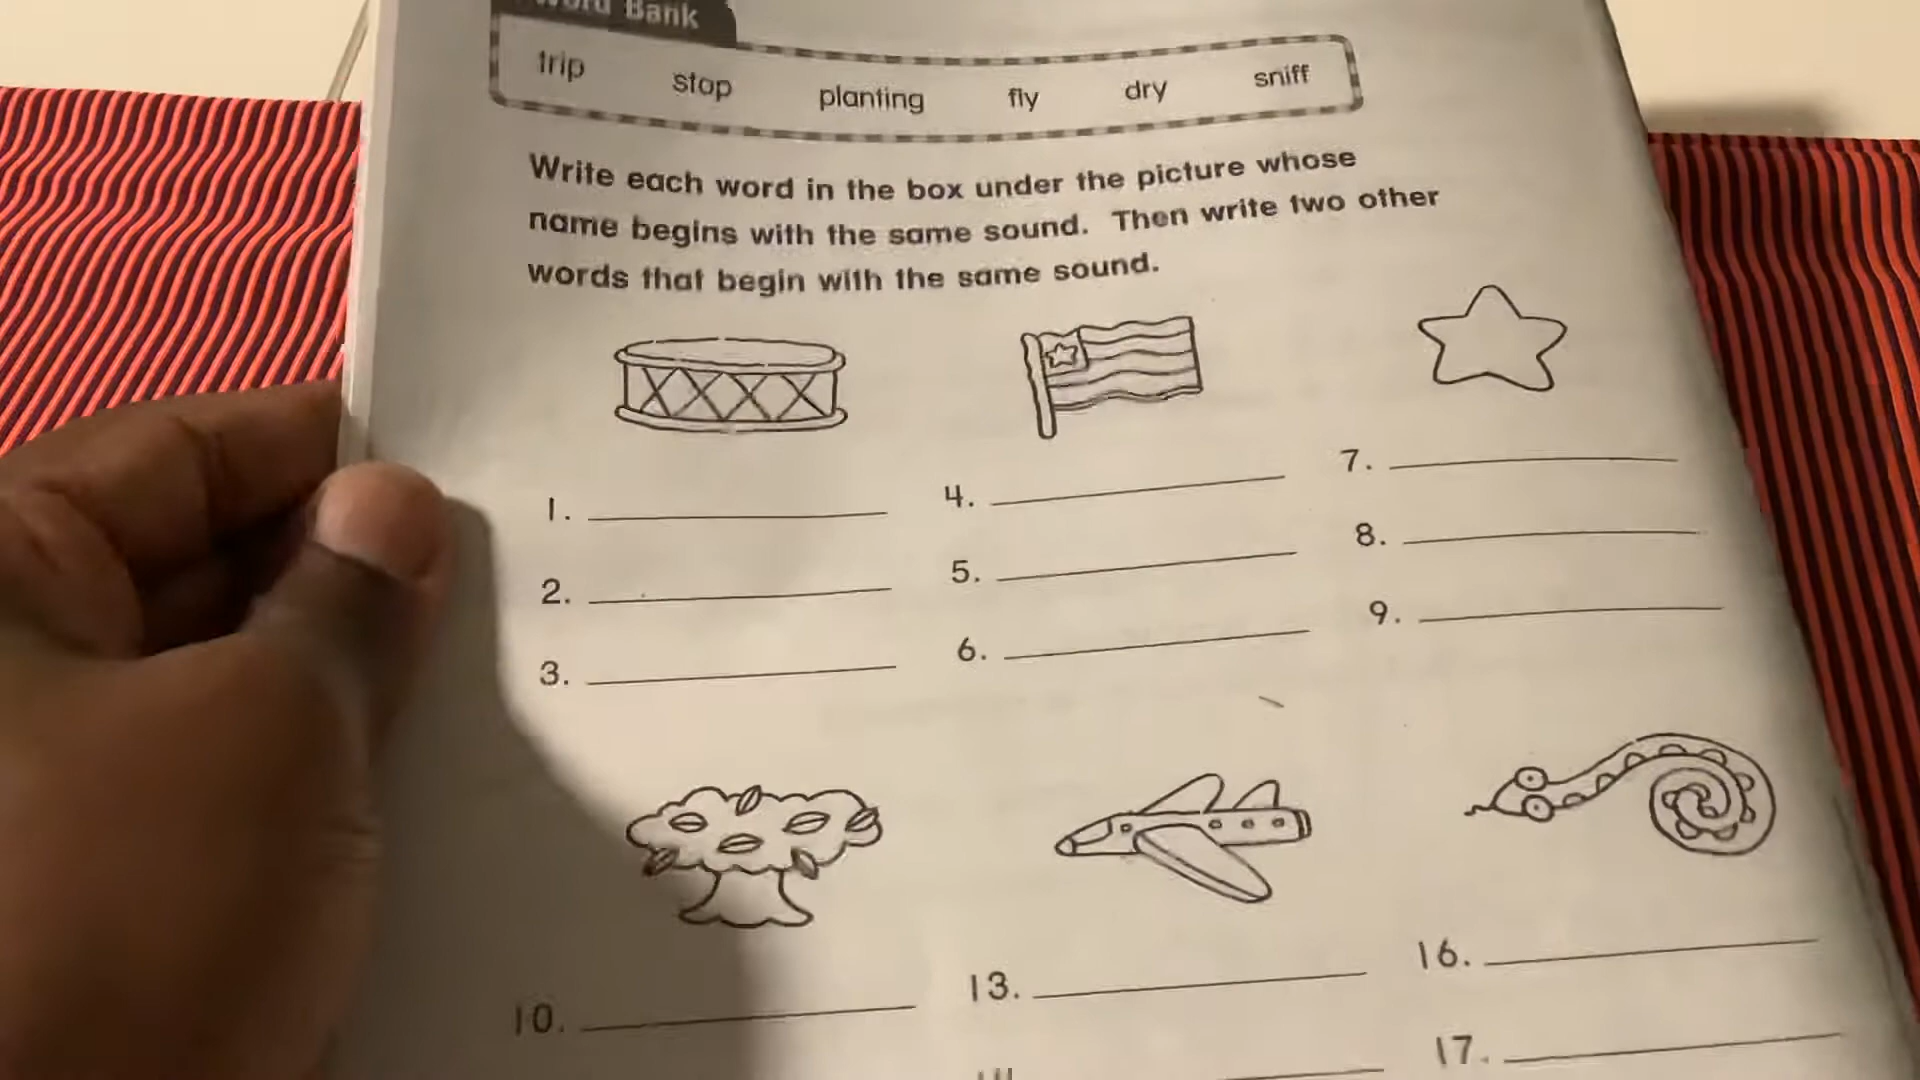 Word Bank
trip stop planting fly dry sniff
Write each word in the box under the picture whose
name begins with the same sound. Then write two other
words that begin with the same sound.
1.
2.
3.
4.
5.
6.
7.
8.
9.
10.
13.
16.
17.